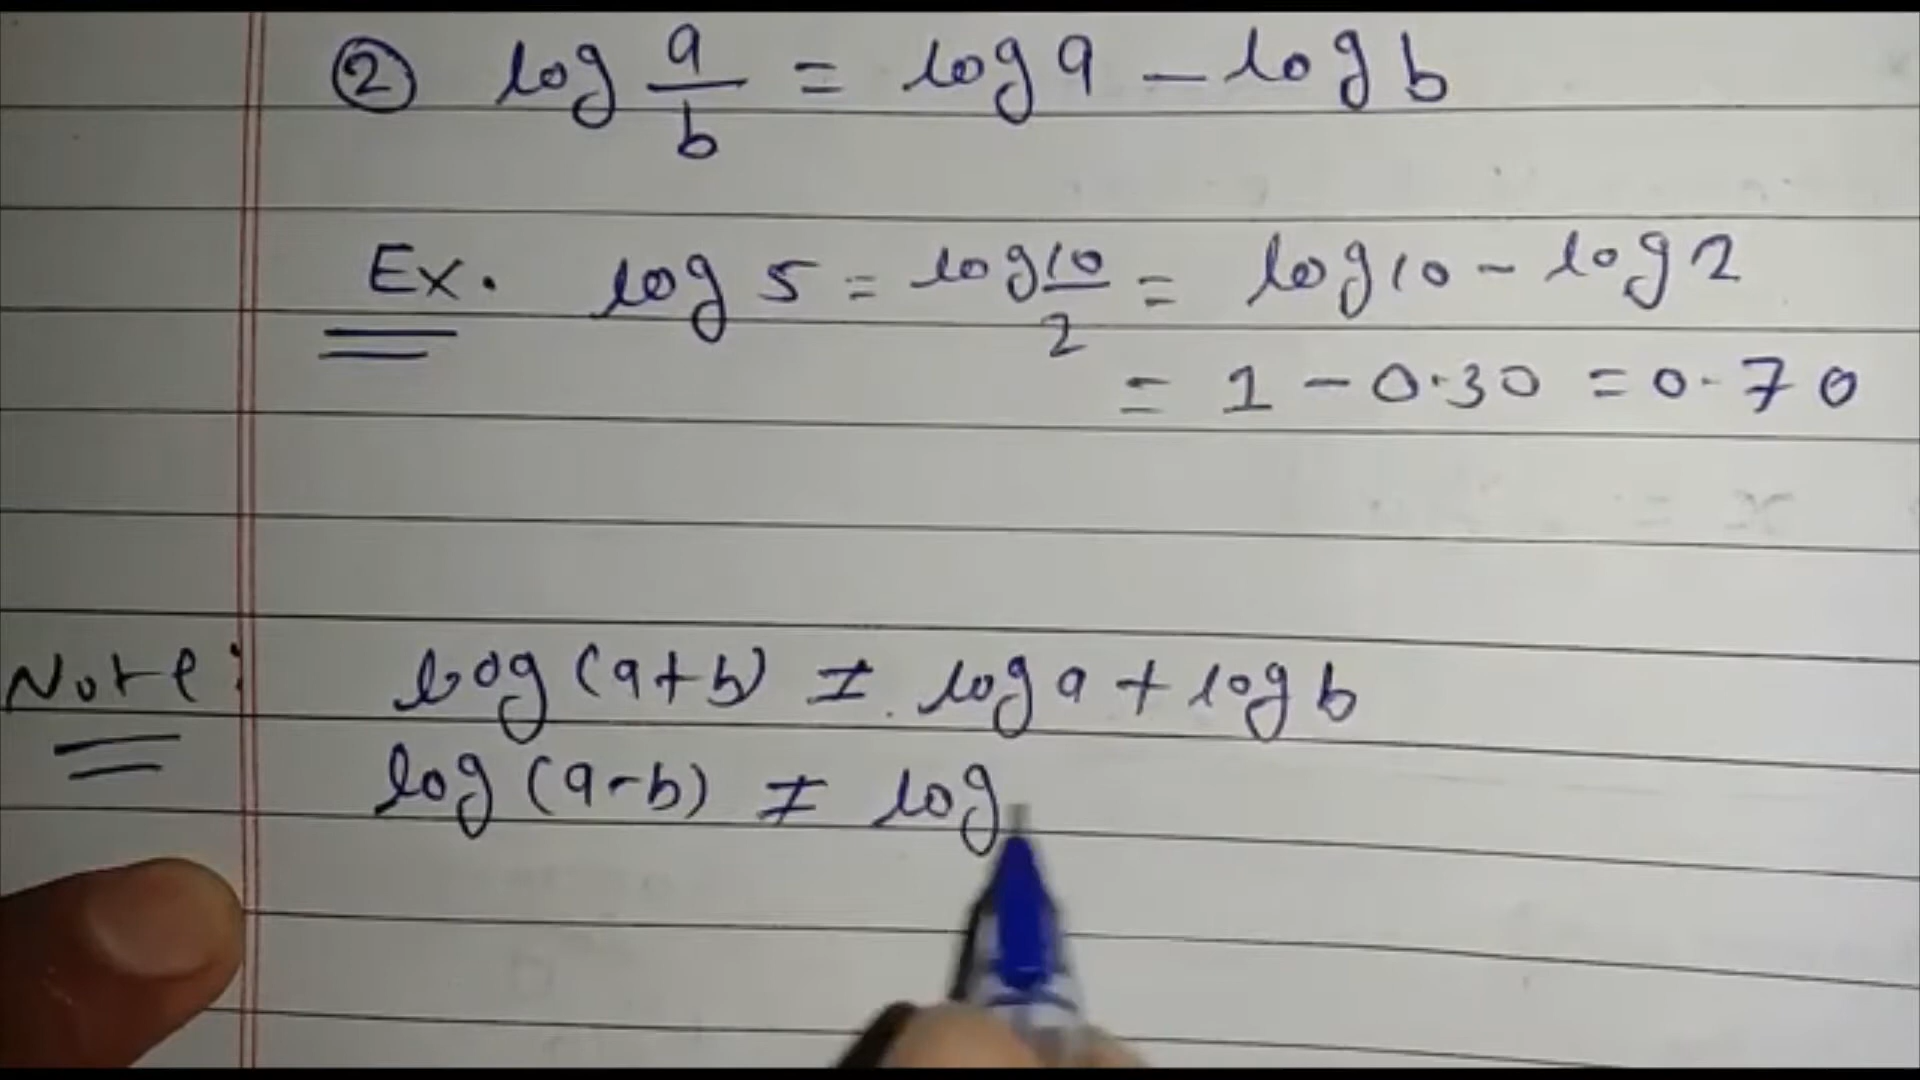 ② log a/b = log a – log b
Ex. log 5 = log 10/2 = log 10 - log 2
= 1 - 0.30 = 0.70
Note: log (a+b) ≠ log a + log b
log (a-b) ≠ log